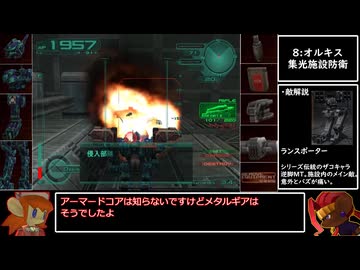 AP 1957
8:オルキス
集光施設防衛
・敵解説
RIFLE
侵入部
ランスポーター
シリーズ伝統のザコキャラ
逆脚MT。施設内のメイン敵。
意外とバズが痛い。
アーマードコアは知らないですけどメタルギアは
そうでしたよ